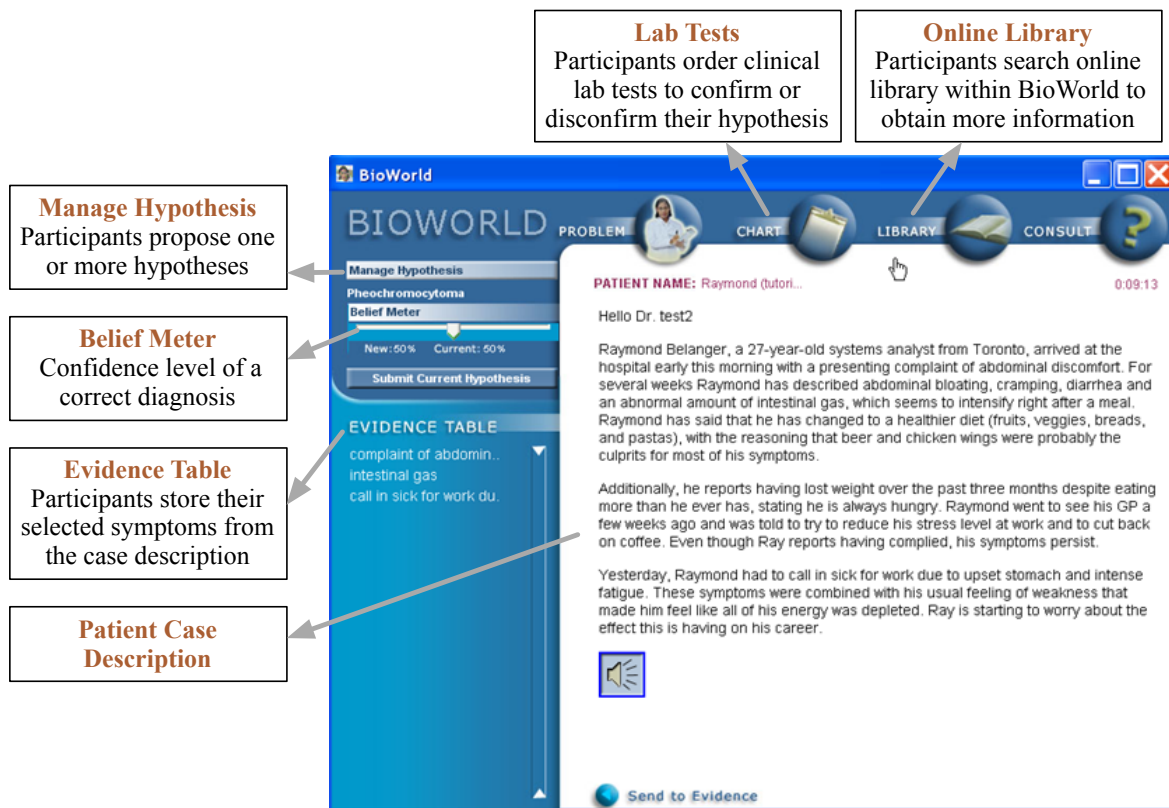 Lab Tests
Participants order clinical
lab tests to confirm or
disconfirm their hypothesis
Online Library
Participants search online
library within BioWorld to
obtain more information
Manage Hypothesis
Participants propose one
or more hypotheses
Belief Meter
Confidence level of a
correct diagnosis
Evidence Table
Participants store their
selected symptoms from
the case description
Patient Case
Description
BioWorld
BIOWORLD
PROBLEM
CHART
LIBRARY
CONSULT
?
Manage Hypothesis
Pheochromocytoma
Belief Meter
New:50% Current: 50%
Submit Current Hypothesis
EVIDENCE TABLE
complaint of abdomin..
intestinal gas
call in sick for work du.
PATIENT NAME: Raymond (tutori...
0:09:13
Hello Dr. test2
Raymond Belanger, a 27-year-old systems analyst from Toronto, arrived at the
hospital early this morning with a presenting complaint of abdominal discomfort. For
several weeks Raymond has described abdominal bloating, cramping, diarrhea and
an abnormal amount of intestinal gas, which seems to intensify right after a meal.
Raymond has said that he has changed to a healthier diet (fruits, veggies, breads,
and pastas), with the reasoning that beer and chicken wings were probably the
culprits for most of his symptoms.
Additionally, he reports having lost weight over the past three months despite eating
more than he ever has, stating he is always hungry. Raymond went to see his GP a
few weeks ago and was told to try to reduce his stress level at work and to cut back
on coffee. Even though Ray reports having complied, his symptoms persist.
Yesterday, Raymond had to call in sick for work due to upset stomach and intense
fatigue. These symptoms were combined with his usual feeling of weakness that
made him feel like all of his energy was depleted. Ray is starting to worry about the
effect this is having on his career.
Send to Evidence